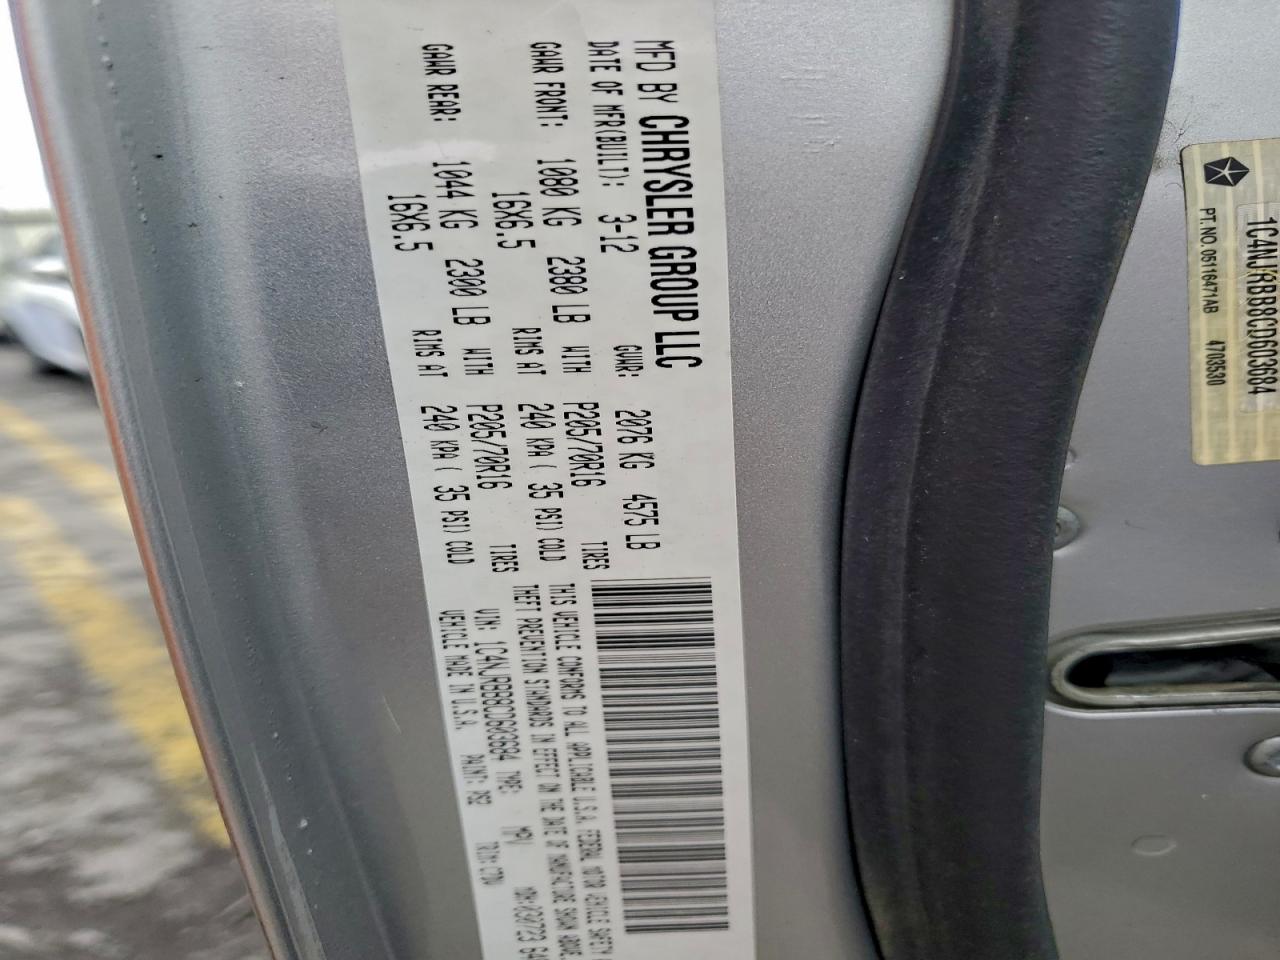 MFD BY CHRYSLER GROUP LLC
DATE OF MFR(BUILT): 3-12 GVWR: 2076 KG 4575 LB
GAWR FRONT: 1080 KG 2380 LB WITH P205/70R16 TIRES
16X6.5 RIMS AT 240 KPA ( 35 PSI) COLD
GAWR REAR: 1044 KG 2300 LB WITH P205/70R16 TIRES
16X6.5 RIMS AT 240 KPA ( 35 PSI) COLD
THIS VEHICLE CONFORMS TO ALL APPLICABLE U.S.A. FEDERAL MOTOR VEHICLE SAFETY
THEFT PREVENTION STANDARDS IN EFFECT ON THE DATE OF MANUFACTURE SHOWN ABOVE.
VIN: 1C4NJRBB8CD603684 TYPE: MPV MDH:030723
VEHICLE MADE IN U.S.A. PAINT: PS2 TRIM:
1C4NJRBB8CD603684
PT. NO. 05116471AB 4703530